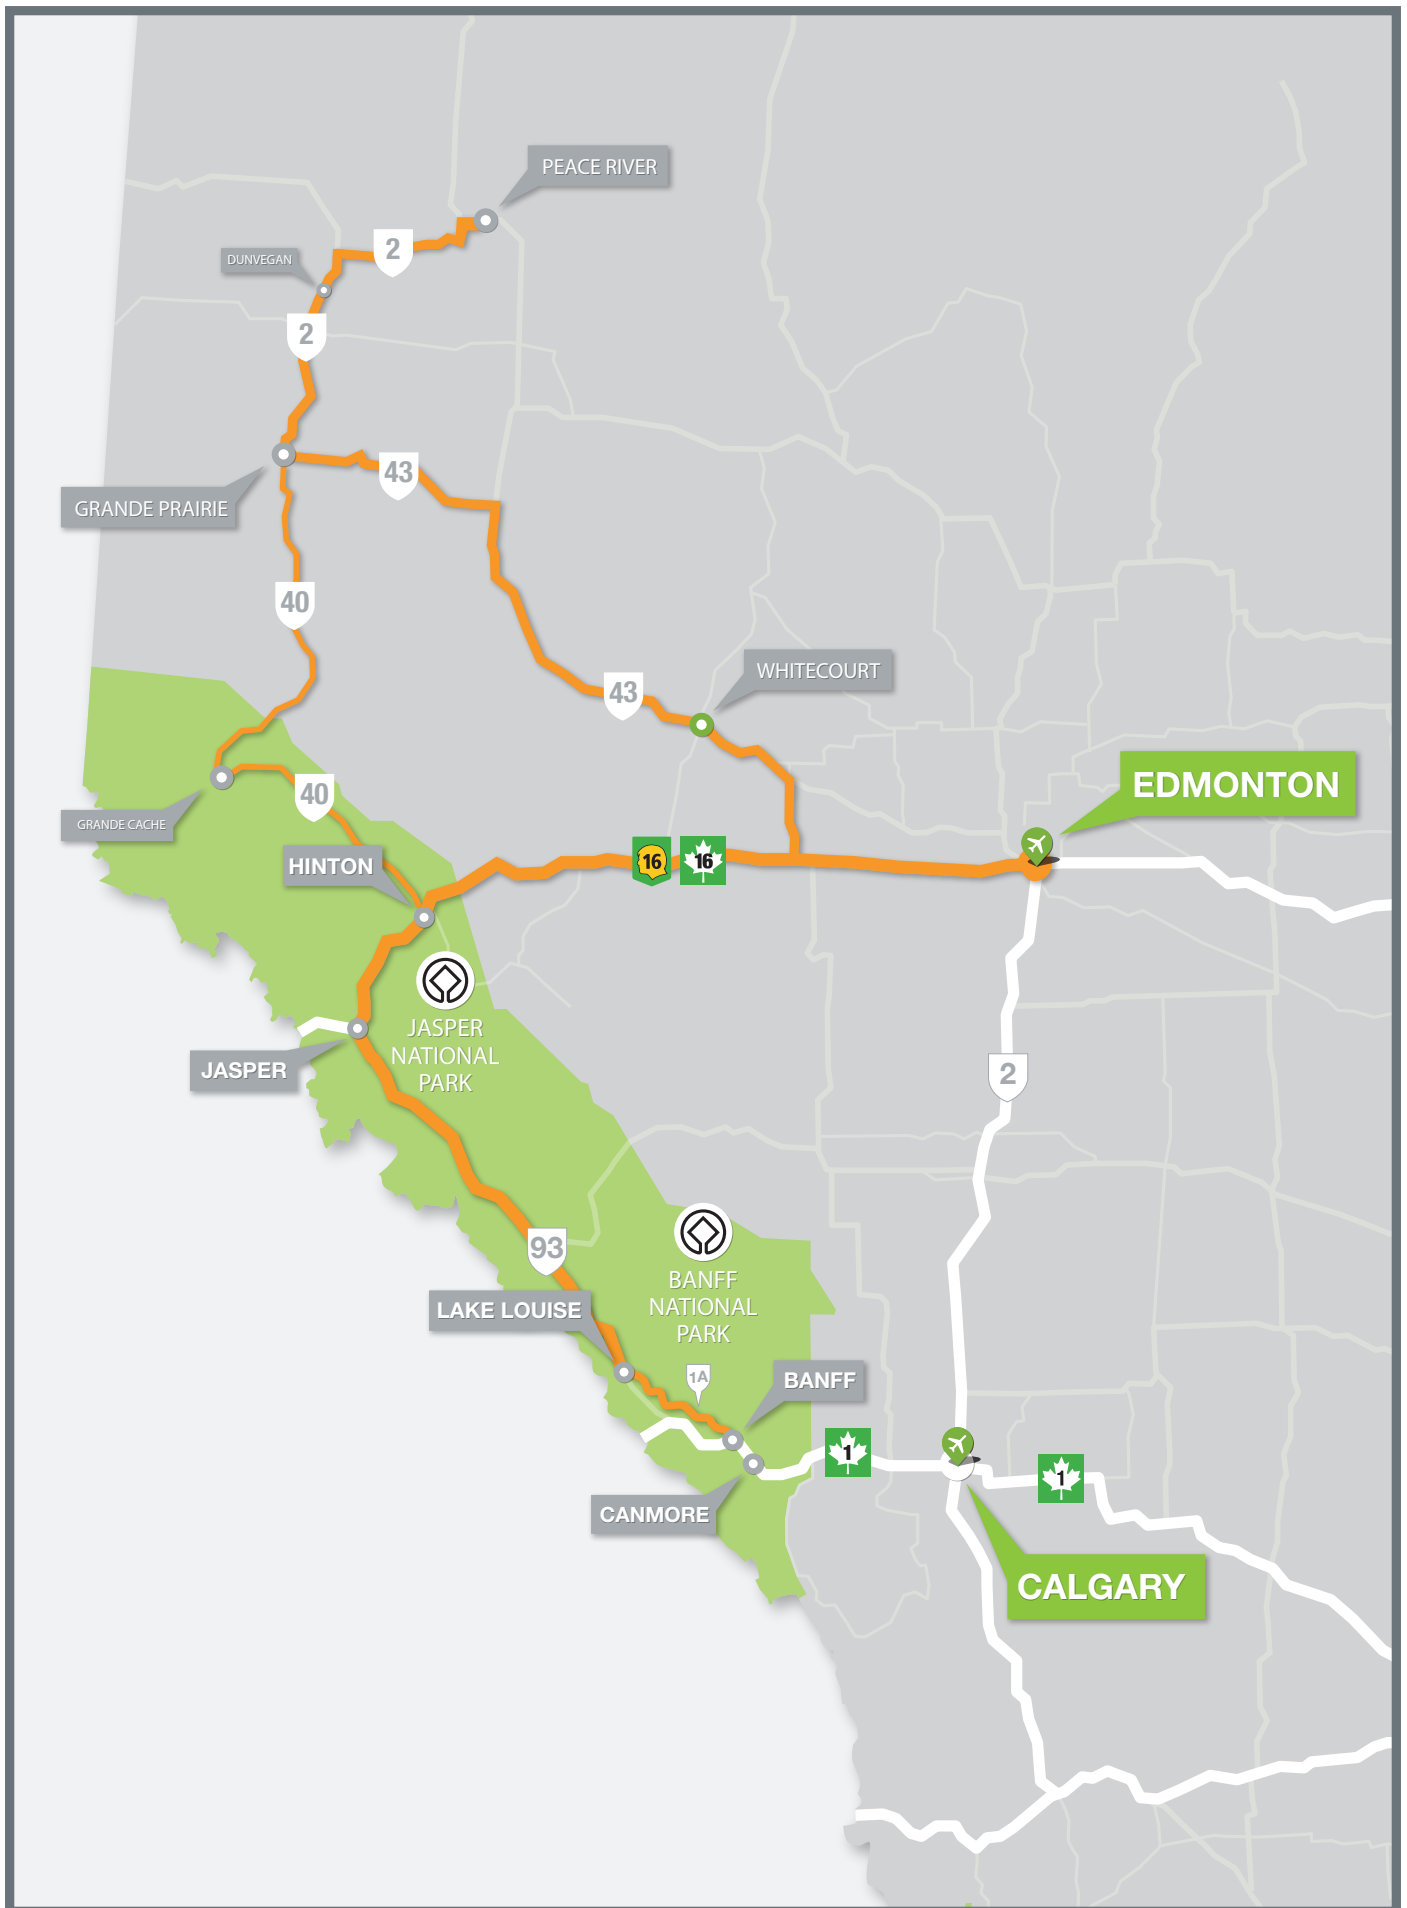 PEACE RIVER
2
DUNVEGAN
2
43
GRANDE PRAIRIE
40
WHITECOURT
43
EDMONTON
40
GRANDE CACHE
16
16
HINTON
JASPER
NATIONAL
PARK
JASPER
2
93
BANFF
NATIONAL
PARK
LAKE LOUISE
1A
BANFF
1
1
CANMORE
CALGARY